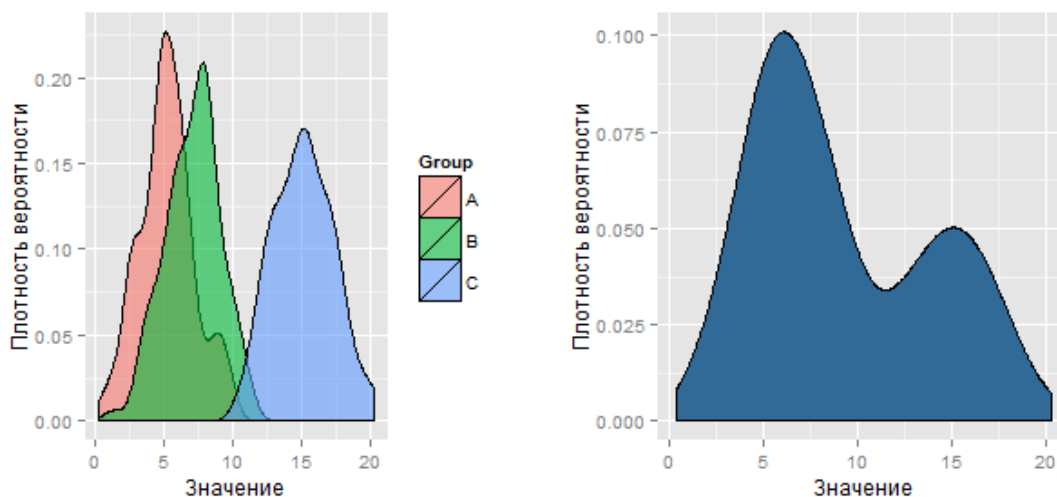 Плотность вероятности
0.20
0.15
0.10
0.05
0.00
0 5 10 15 20
Значение
Group
A
B
C
Плотность вероятности
0.100
0.075
0.050
0.025
0.000
0 5 10 15 20
Значение